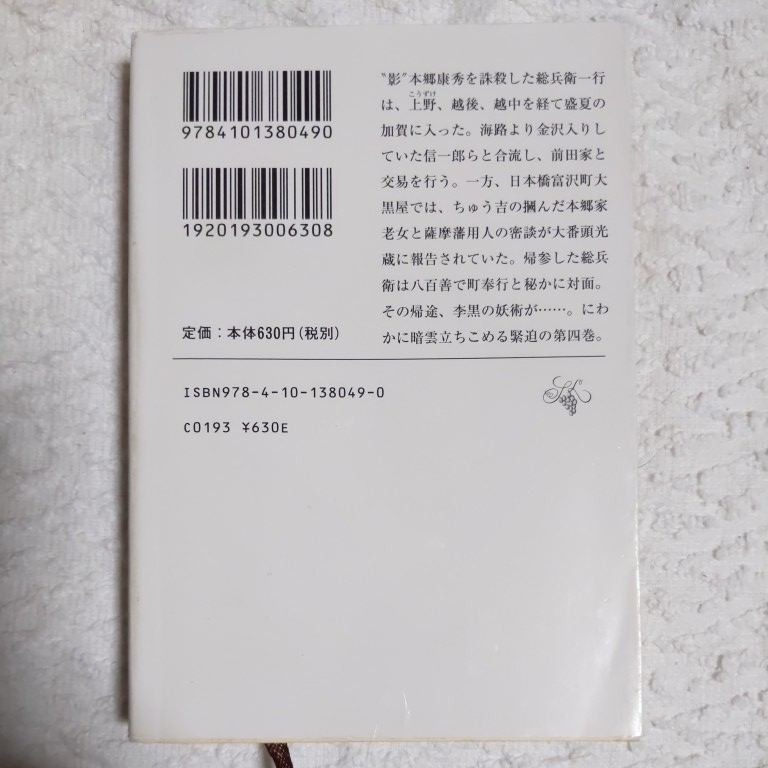 9784101380490
1920193006308
定価：本体630円(税別)
“影”本郷康秀を誅殺した総兵衛一行
は、上野、越後、越中を経て盛夏の
こうずけ
加賀に入った。海路より金沢入りし
ていた信一郎らと合流し、前田家と
交易を行う。一方、日本橋富沢町大
黒屋では、ちゅう吉の摑んだ本郷家
老女と薩摩藩用人の密談が大番頭光
蔵に報告されていた。帰参した総兵
衛は八百善で町奉行と秘かに対面。
その帰途、李黒の妖術が……。にわ
かに暗雲立ちこめる緊迫の第四巻。
ISBN978-4-10-138049-0
C0193 ¥630E